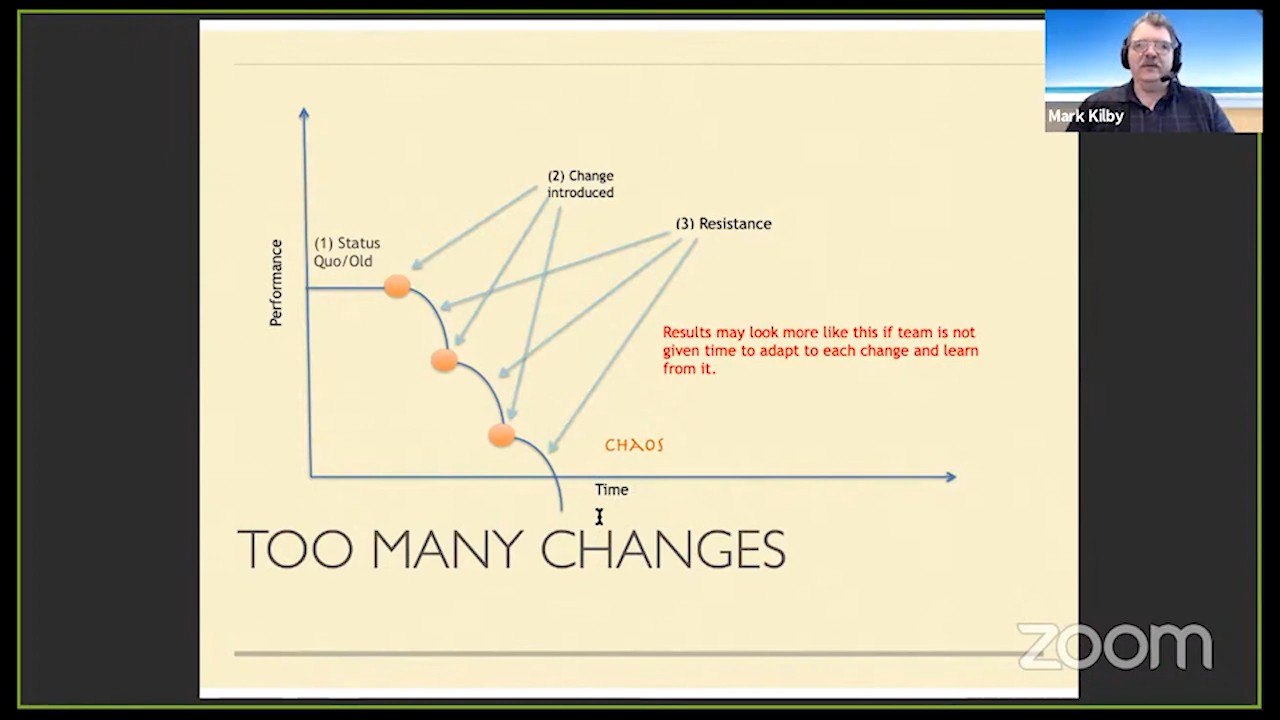 Mark Kilby
(2) Change
introduced
(3) Resistance
(1) Status
Quo/Old
Performance
Results may look more like this if team is not
given time to adapt to each change and learn
from it.
CHAOS
Time
TOO MANY CHANGES
zoom